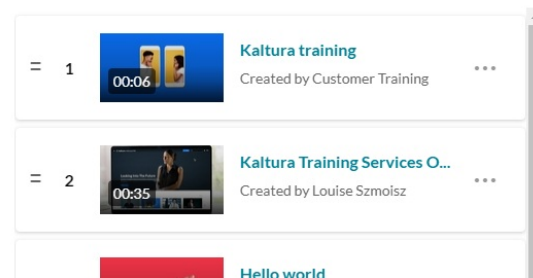 1
Kaltura training
Created by Customer Training
00:06
2
Kaltura Training Services O...
Created by Louise Szmoisz
00:35
Hello world